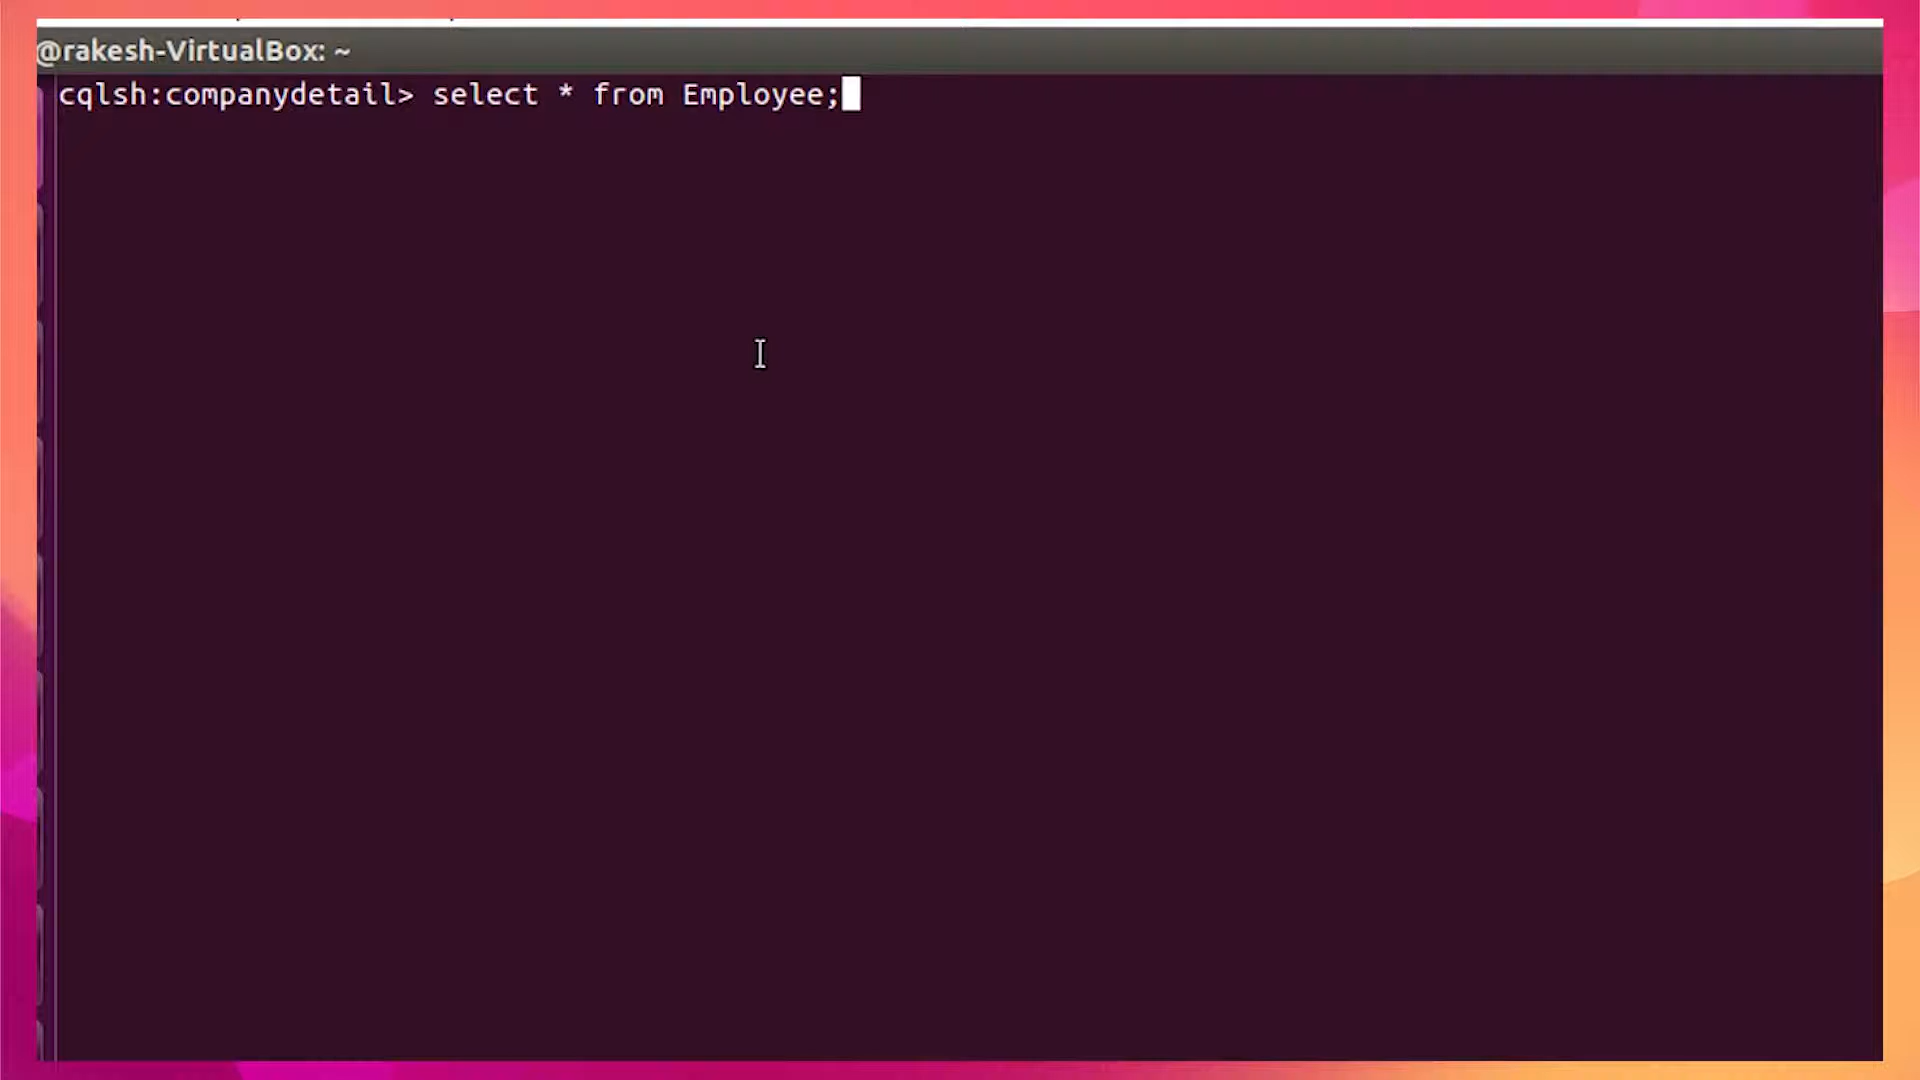 @rakesh-VirtualBox: ~
cqlsh:companydetail> select * from Employee;